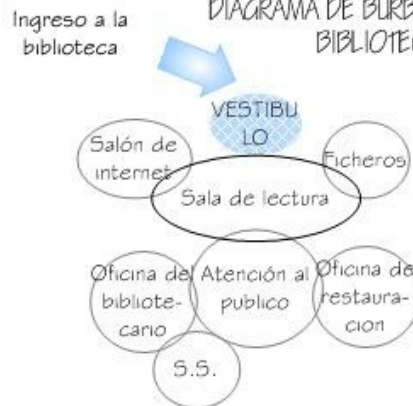 Ingreso a la
biblioteca
DIAGRAMA DE
VESTIBU
LO
Salón de
internet
Ficheros
Sala de lectura
Oficina del
bibliote-
cario
Atención al
publico
Oficina de
restaura-
cion
S.S.